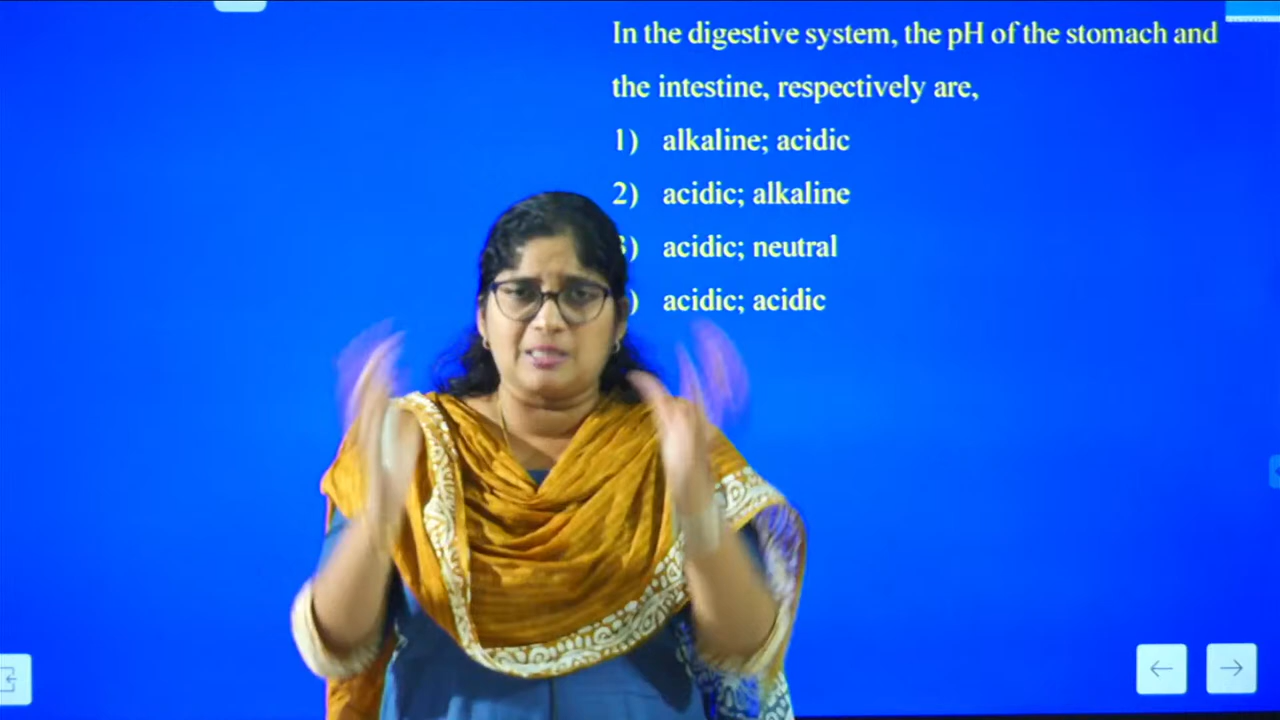 In the digestive system, the pH of the stomach and
the intestine, respectively are,
1) alkaline; acidic
2) acidic; alkaline
3) acidic; neutral
) acidic; acidic